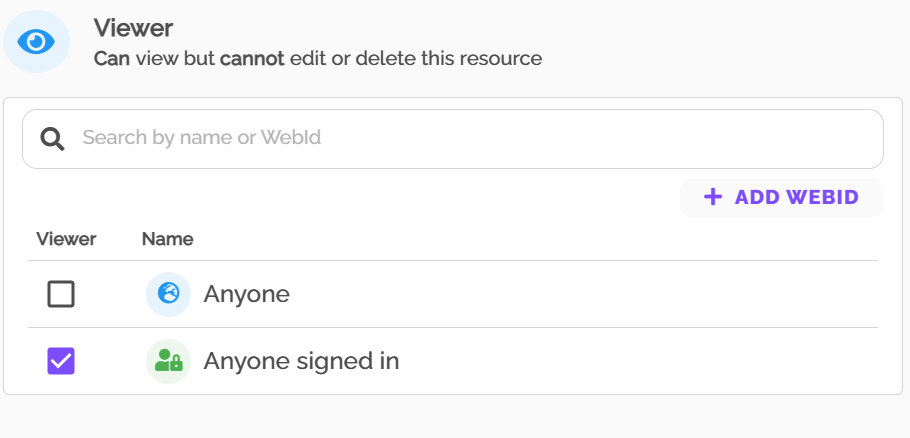 Viewer
Can view but cannot edit or delete this resource
Search by name or WebId
+ ADD WEBID
Viewer Name
Anyone
Anyone signed in